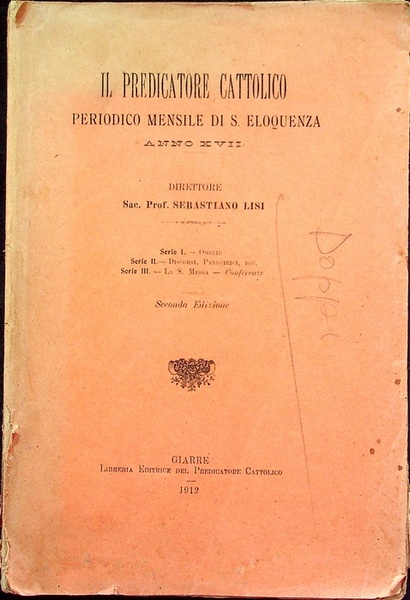 IL PREDICATORE CATTOLICO
PERIODICO MENSILE DI S. ELOQUENZA
ANNO XVII
DIRETTORE
Sac. Prof. SEBASTIANO LISI
Serie I. — Omelie
Serie II. — Discorsi, Panegirici, ecc.
Serie III. — La S. Messa — Conferenze
Seconda Edizione
GIARRE
Libreria Editrice del Predicatore Cattolico
1912